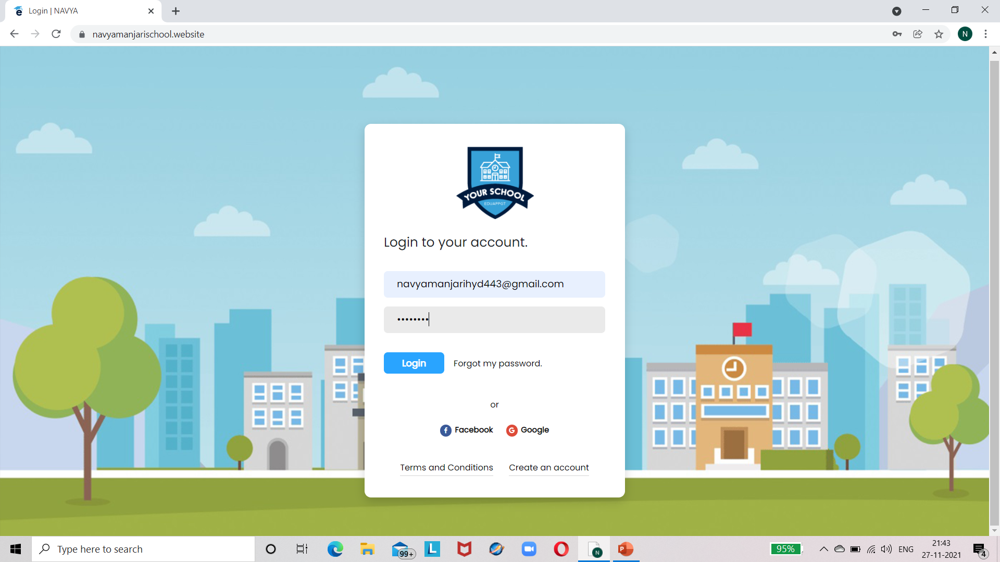 Login | NAVYA
navyamanjarischool.website
N
YOUR SCHOOL
EDUAPPGT
Login to your account.
navyamanjarihyd443@gmail.com
••••••••
Login
Forgot my password.
or
Facebook
Google
Terms and Conditions
Create an account
Type here to search
99+
L
N
P
95%
ENG
21:43
27-11-2021
4